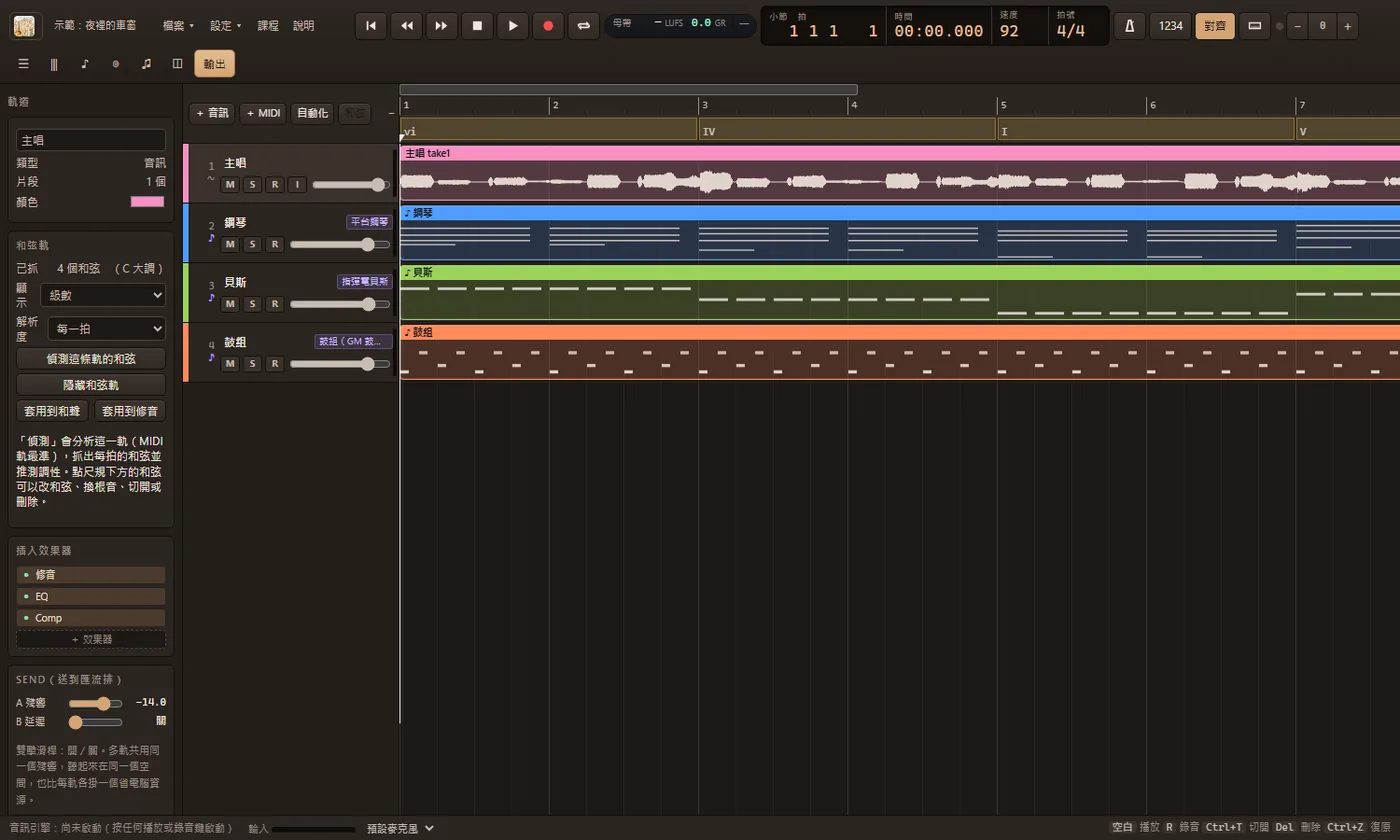 示範：夜裡的車窗
檔案 ▾ 設定 ▾ 課程 說明
母帶 — LUFS 0.0 GR —
小節 拍
1 1 1 1
時間
00:00.000
速度
92
拍號
4/4
1234
對齊
− 0 +
輸出
軌道
主唱
類型 音訊
片段 1 個
顏色
和弦軌
已抓 4 個和弦 （ C 大調 ）
顯示 級數
解析度 每一拍
偵測這條軌的和弦
隱藏和弦軌
套用到和聲 套用到修音
「偵測」會分析這一軌（ MIDI
軌最準 ），抓出每拍的和弦並
推測調性。點尺規下方的和弦
可以改和弦、換根音、切開或
刪除。
插入效果器
修音
EQ
Comp
+ 效果器
SEND（ 送到匯流排 ）
A 殘響 −14.0
B 延遲 關
雙擊滑桿：開 / 關。多軌共用同
一個殘響，聽起來在同一個空
間，也比每軌各掛一個省電腦資
源。
+ 音訊 + MIDI 自動化 和弦 −
1 主唱
M S R I
2 鋼琴 平台鋼琴
M S R
3 貝斯 指彈電貝斯
M S R
4 鼓組 鼓組（ GM 鼓...
M S R
1 2 3 4 5 6 7
vi IV I V
主唱 take1
♪ 鋼琴
♪ 貝斯
♪ 鼓組
音訊引擎：尚未啟動（ 按任何播放或錄音鍵啟動 ） 輸入 預設麥克風
空白 播放 R 錄音 Ctrl+T 切開 Del 刪除 Ctrl+Z 復原